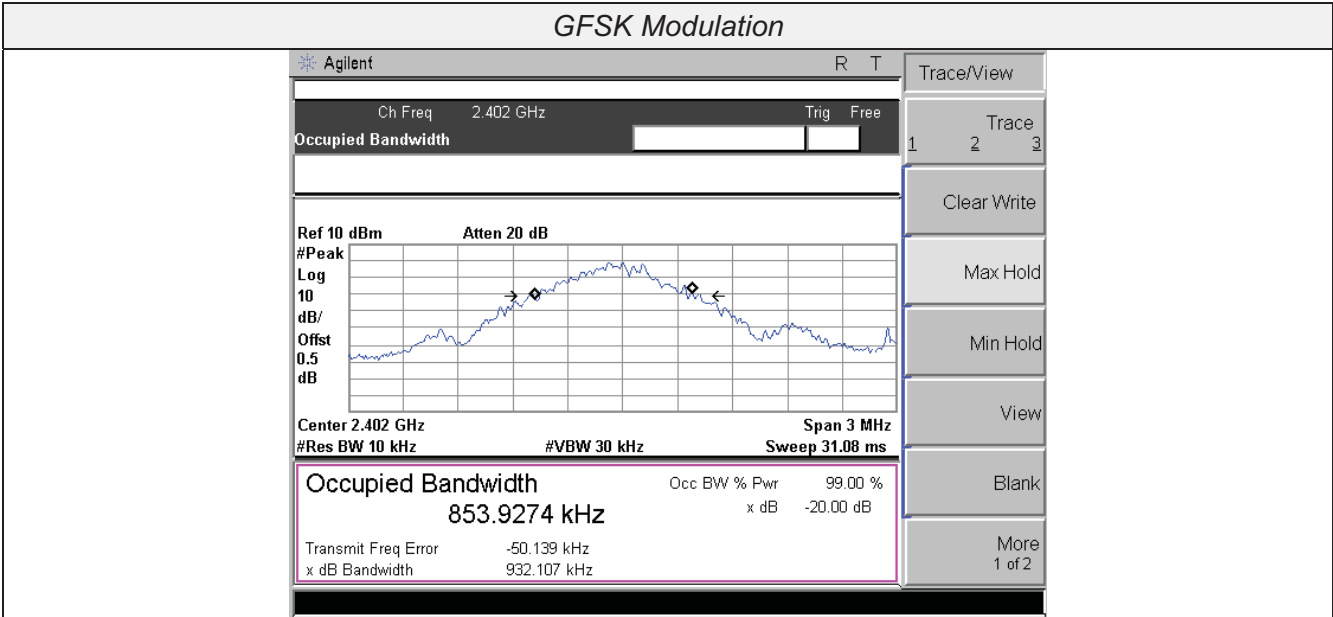 GFSK Modulation
Agilent R T
Trace/View
Ch Freq 2.402 GHz Trig Free
Occupied Bandwidth
Trace
1 2 3
Clear Write
Ref 10 dBm Atten 20 dB
#Peak
Log
10
dB/
Offst
0.5
dB
Max Hold
Min Hold
View
Center 2.402 GHz Span 3 MHz
#Res BW 10 kHz #VBW 30 kHz Sweep 31.08 ms
Occupied Bandwidth
853.9274 kHz
Occ BW % Pwr 99.00 %
x dB -20.00 dB
Transmit Freq Error -50.139 kHz
x dB Bandwidth 932.107 kHz
Blank
More
1 of 2